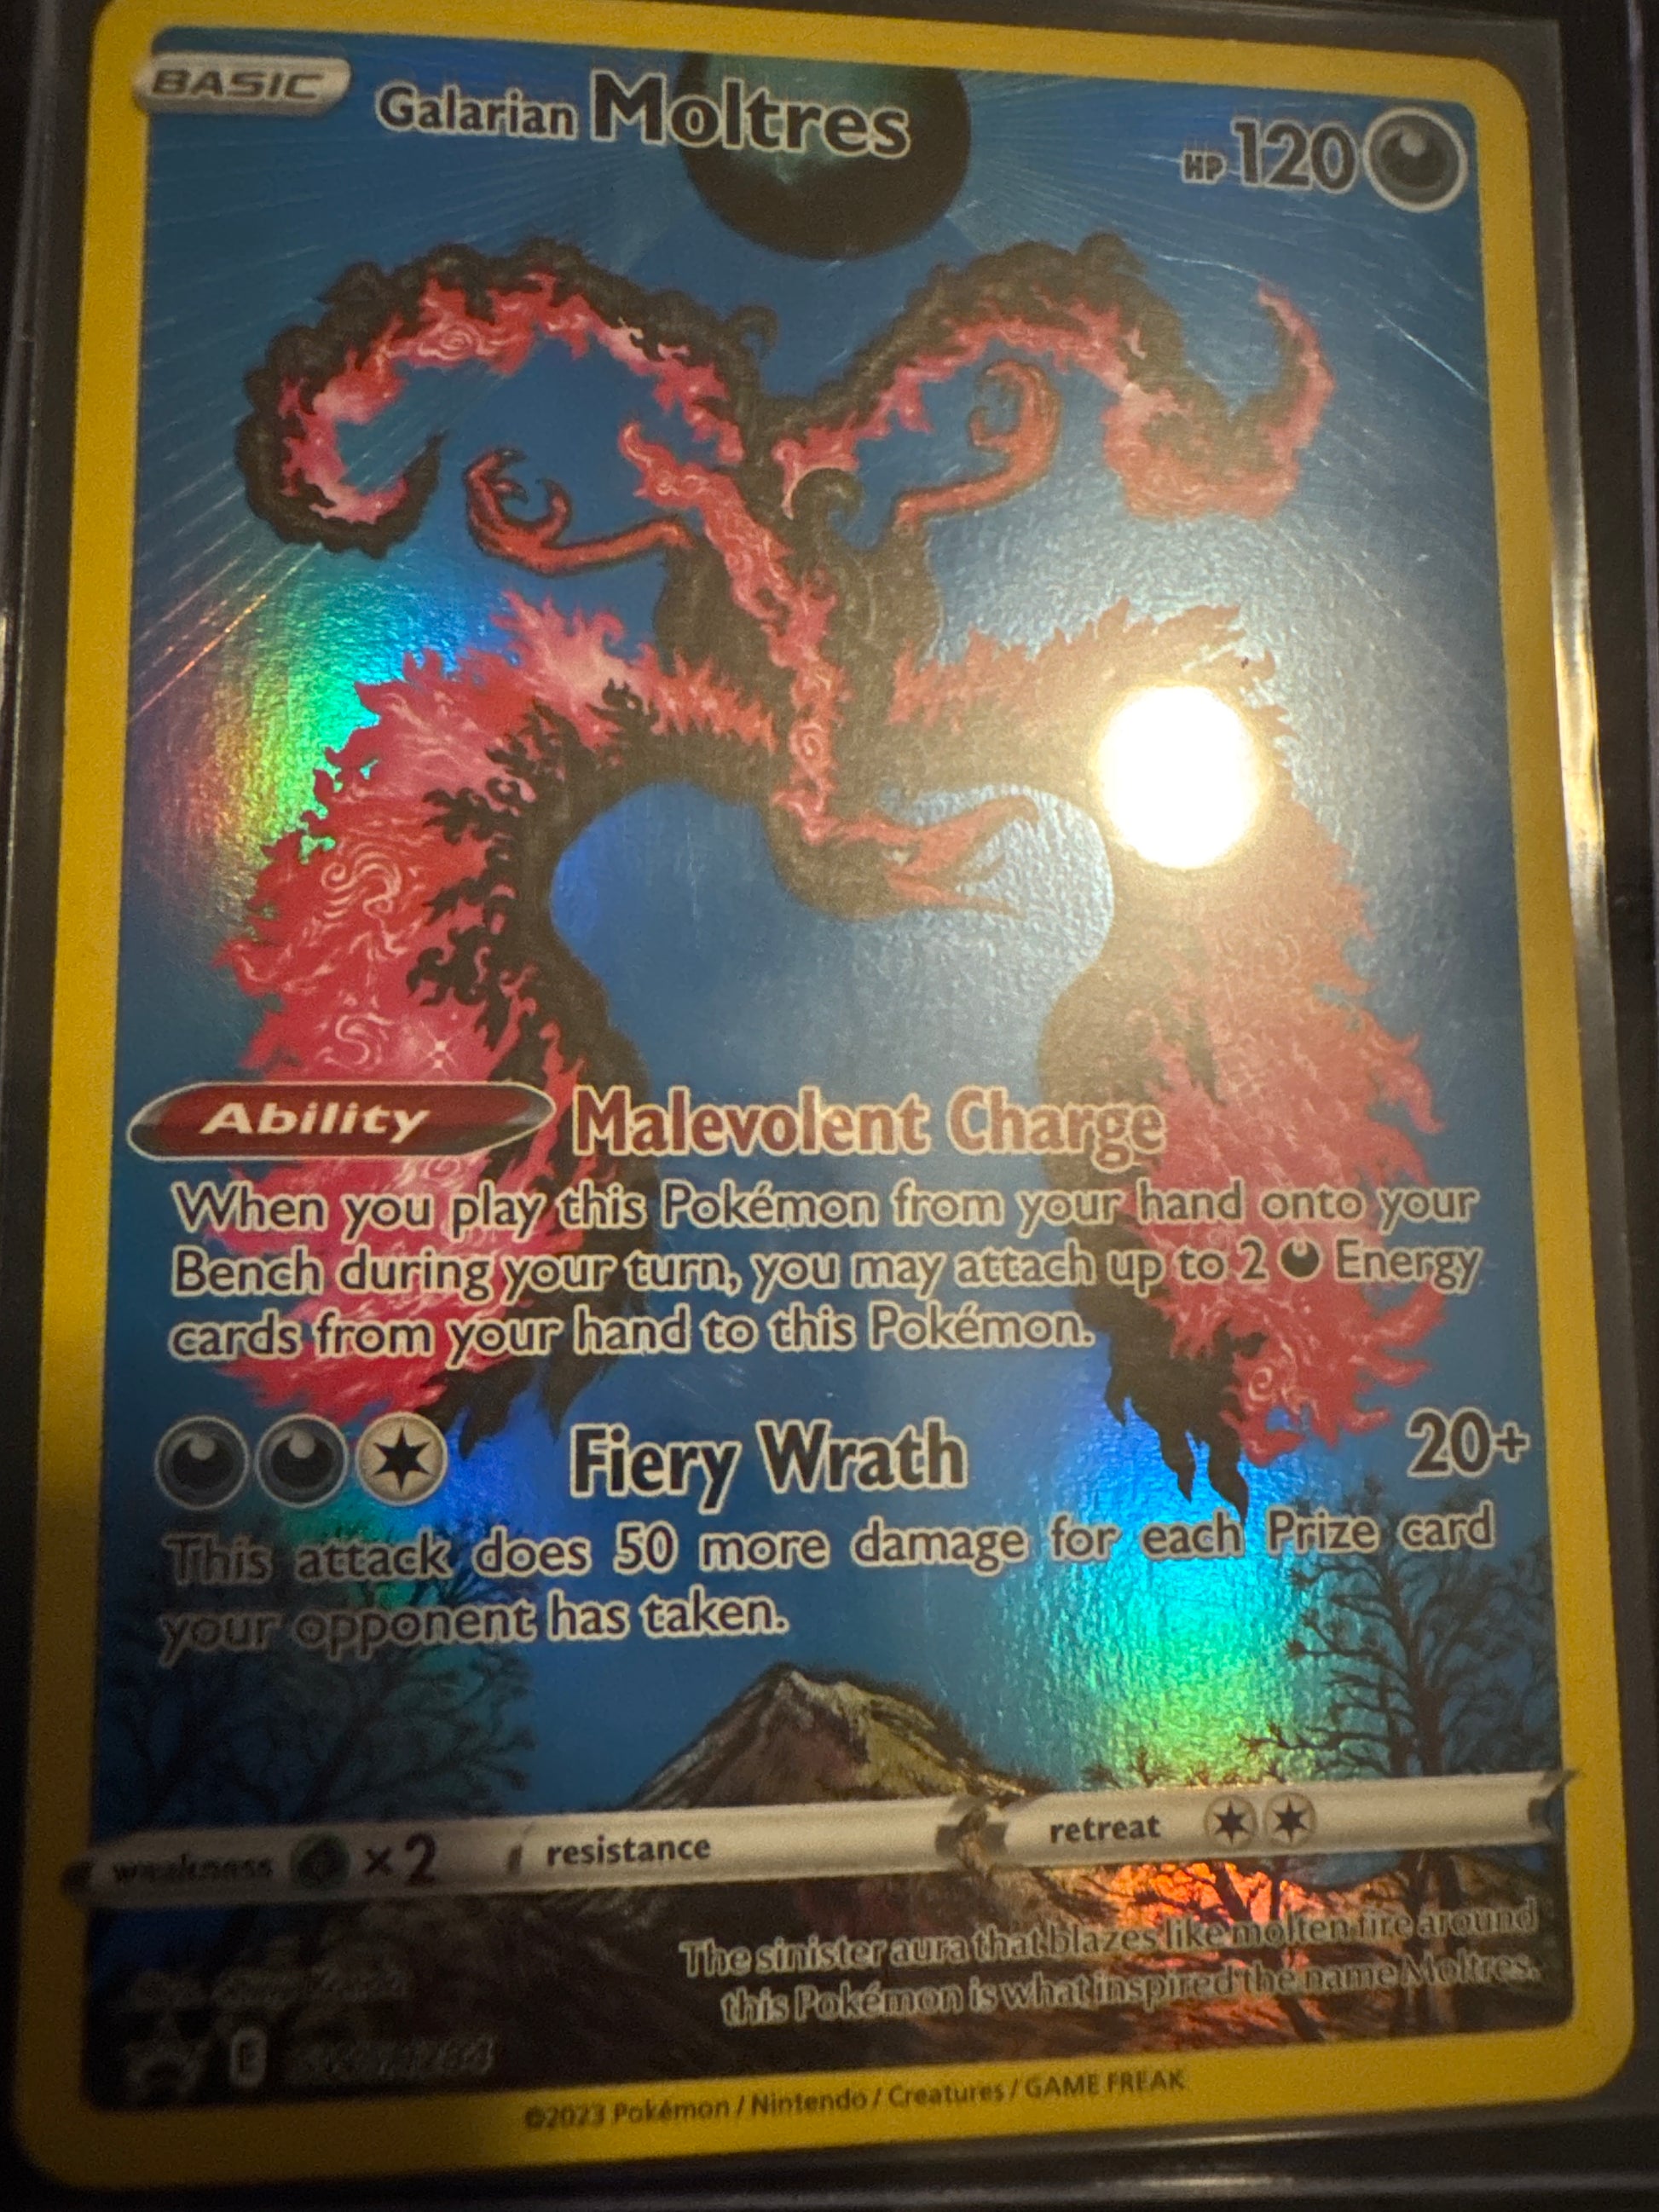 BASIC
Galarian Moltres
HP 120
Ability Malevolent Charge
When you play this Pokémon from your hand onto your
Bench during your turn, you may attach up to 2 Energy
cards from your hand to this Pokémon.
Fiery Wrath 20+
This attack does 50 more damage for each Prize card
your opponent has taken.
weakness ×2 resistance retreat
The sinister aura that blazes like molten fire around
this Pokémon is what inspired the name Moltres.
©2023 Pokémon / Nintendo / Creatures / GAME FREAK